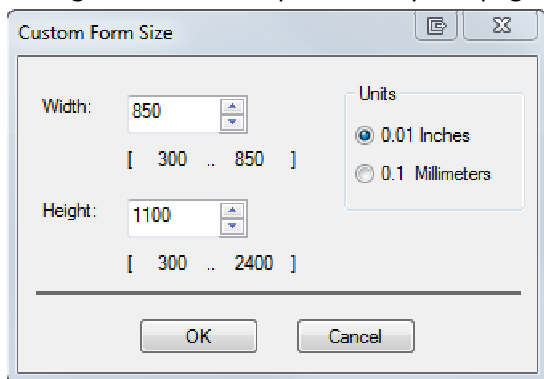 Custom Form Size
Width:
850
[ 300 .. 850 ]
Units
0.01 Inches
0.1 Millimeters
Height:
1100
[ 300 .. 2400 ]
OK
Cancel